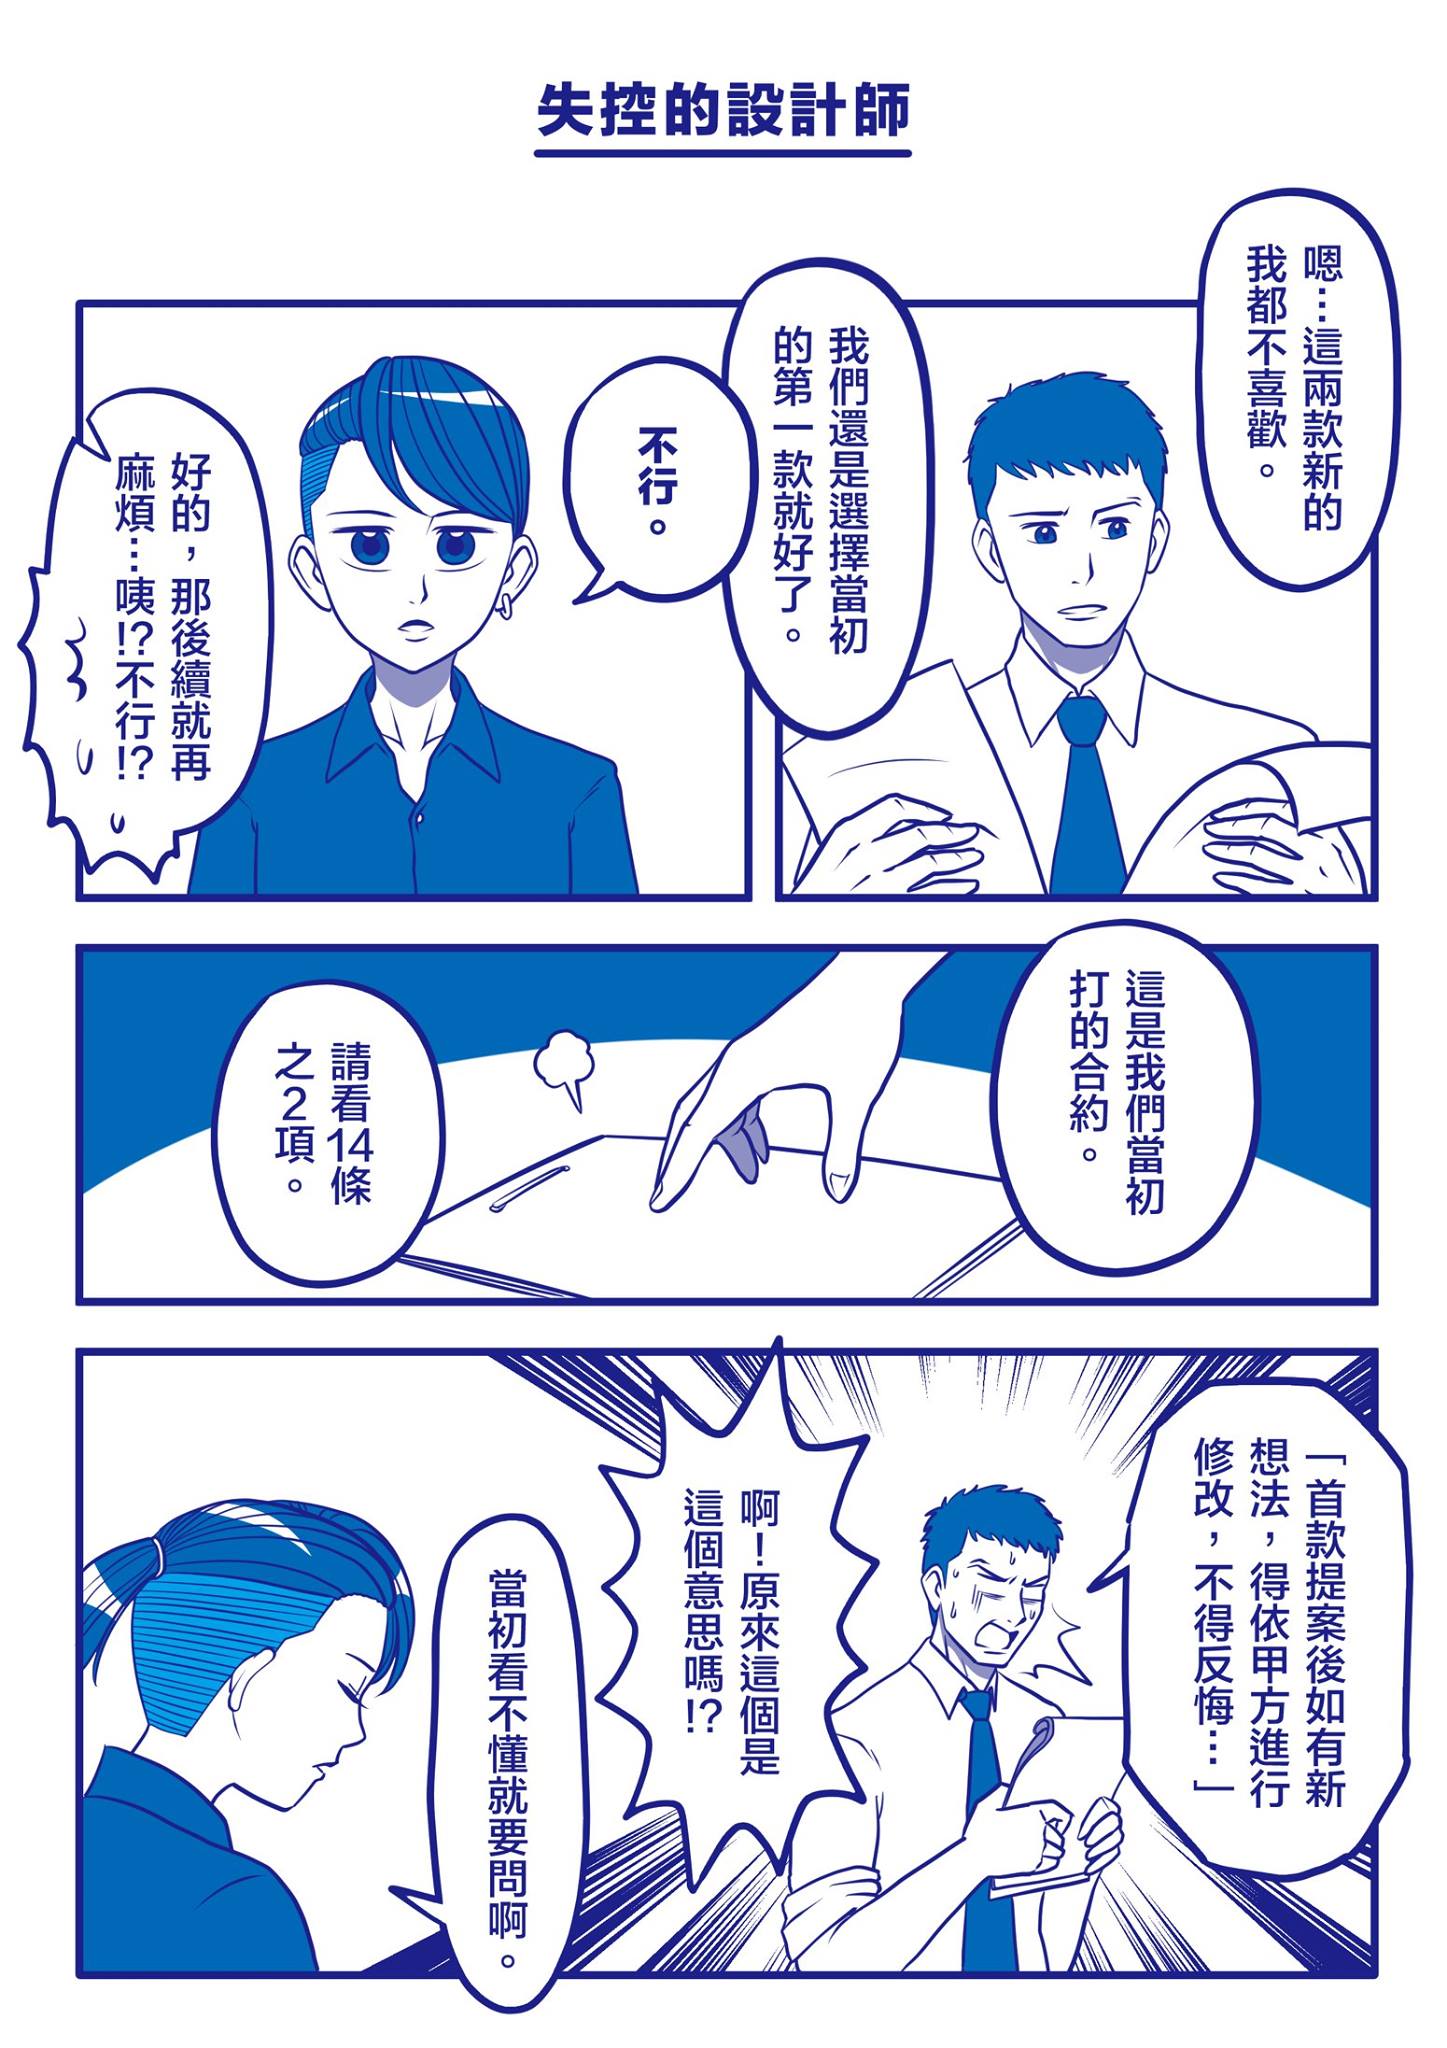 失控的設計師
嗯…這兩款新的
我都不喜歡。
我們還是選擇當初
的第一款就好了。
不行。
好的，那後續就再
麻煩…咦!?不行!?
這是我們當初
打的合約。
請看14條
之2項。
「首款提案後如有新
想法，得依甲方進行
修改，不得反悔…」
啊！原來這個是
這個意思嗎!?
當初看不懂就要問啊。